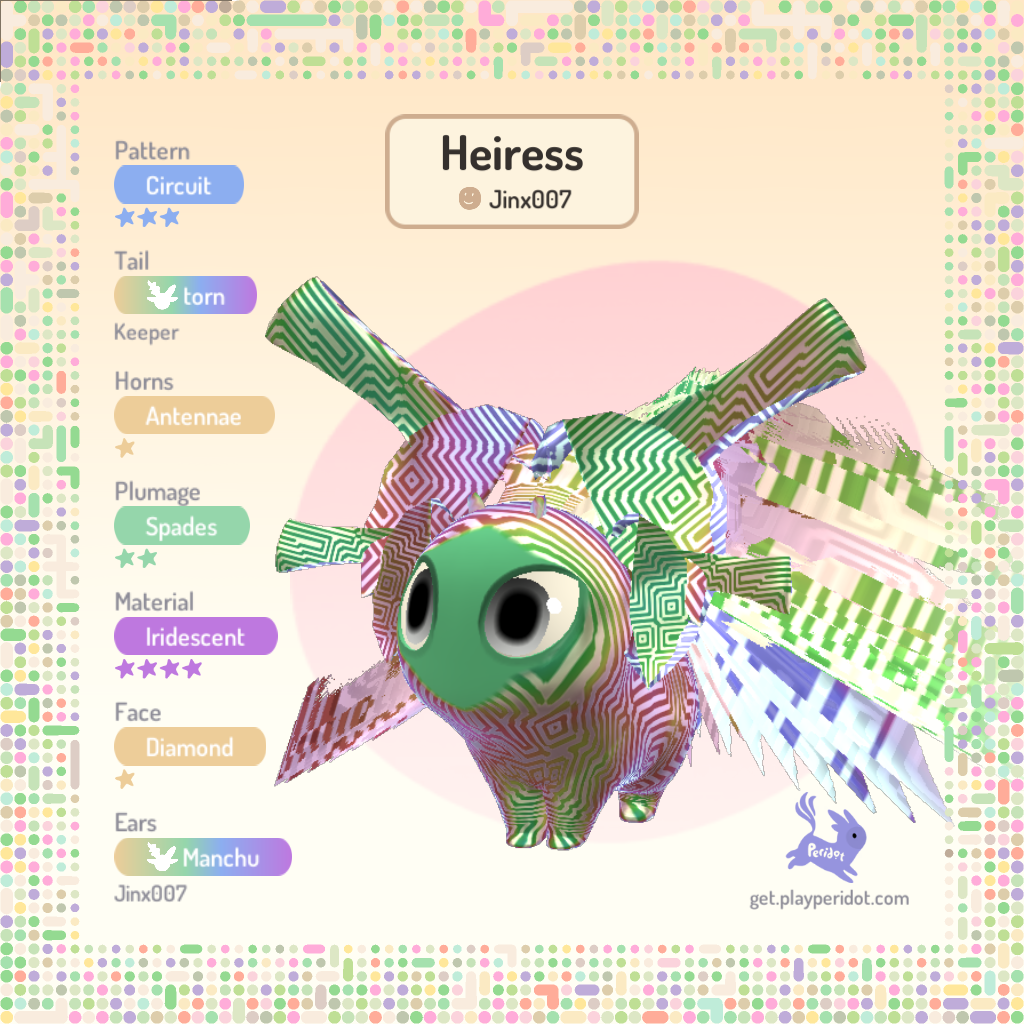 Heiress
Jinx007
Pattern
Circuit
Tail
torn
Keeper
Horns
Antennae
Plumage
Spades
Material
Iridescent
Face
Diamond
Ears
Manchu
Jinx007
Peridot
get.playperidot.com